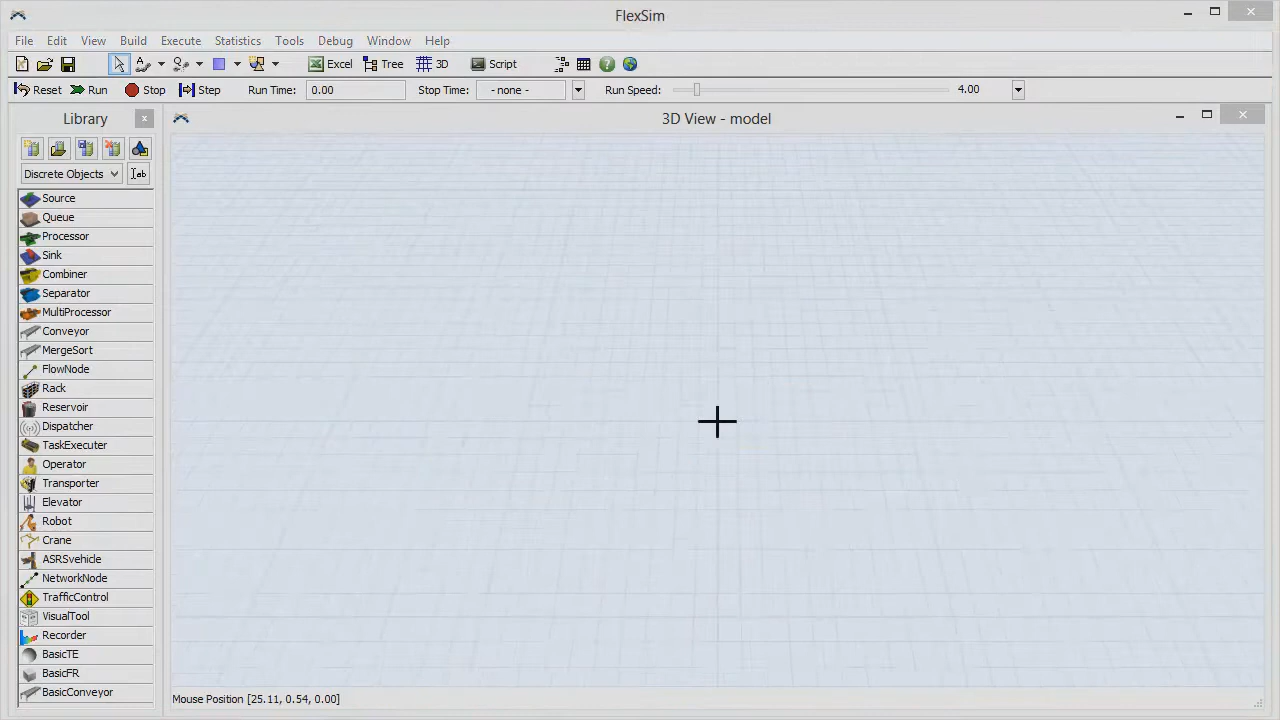 FlexSim
File Edit View Build Execute Statistics Tools Debug Window Help
Excel Tree 3D Script
Reset Run Stop Step Run Time: 0.00 Stop Time: - none - Run Speed: 4.00
Library
3D View - model
Discrete Objects
ab
Source
Queue
Processor
Sink
Combiner
Separator
MultiProcessor
Conveyor
MergeSort
FlowNode
Rack
Reservoir
Dispatcher
TaskExecuter
Operator
Transporter
Elevator
Robot
Crane
ASRSvehicle
NetworkNode
TrafficControl
VisualTool
Recorder
BasicTE
BasicFR
BasicConveyor
Mouse Position [25.11, 0.54, 0.00]